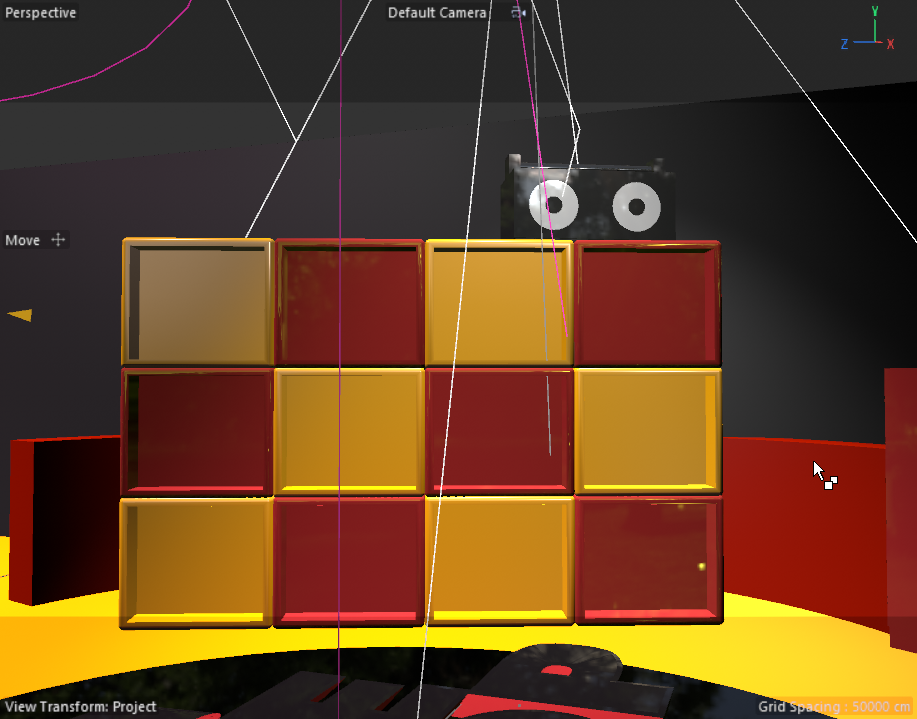 Perspective
Default Camera
Y
Z X
Move
View Transform: Project
Grid Spacing : 50000 cm